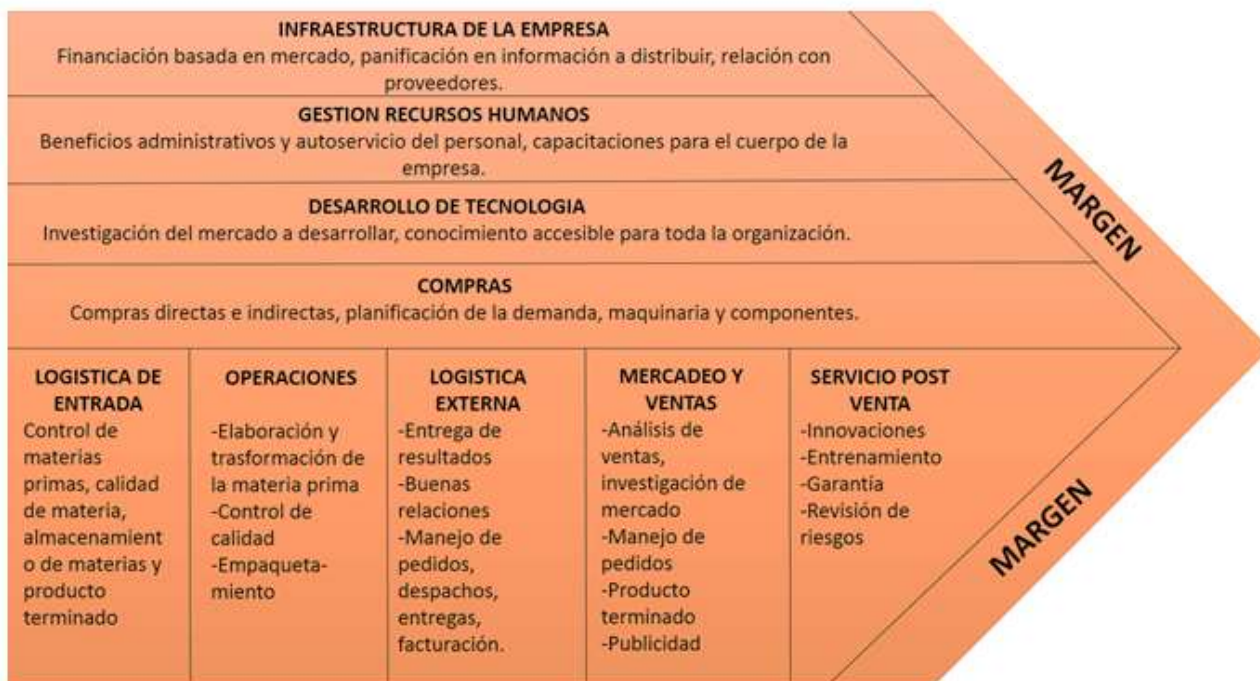 INFRAESTRUCTURA DE LA EMPRESA
Financiación basada en mercado, panificación en información a distribuir, relación con
proveedores.
GESTION RECURSOS HUMANOS
Beneficios administrativos y autoservicio del personal, capacitaciones para el cuerpo de la
empresa.
DESARROLLO DE TECNOLOGIA
Investigación del mercado a desarrollar, conocimiento accesible para toda la organización.
COMPRAS
Compras directas e indirectas, planificación de la demanda, maquinaria y componentes.
MARGEN
LOGISTICA DE
ENTRADA
Control de
materias
primas, calidad
de materia,
almacenamient
o de materias y
producto
terminado
OPERACIONES
-Elaboración y
trasformación de
la materia prima
-Control de
calidad
-Empaqueta-
miento
LOGISTICA
EXTERNA
-Entrega de
resultados
-Buenas
relaciones
-Manejo de
pedidos,
despachos,
entregas,
facturación.
MERCADEO Y
VENTAS
-Análisis de
ventas,
investigación de
mercado
-Manejo de
pedidos
-Producto
terminado
-Publicidad
SERVICIO POST
VENTA
-Innovaciones
-Entrenamiento
-Garantía
-Revisión de
riesgos
MARGEN